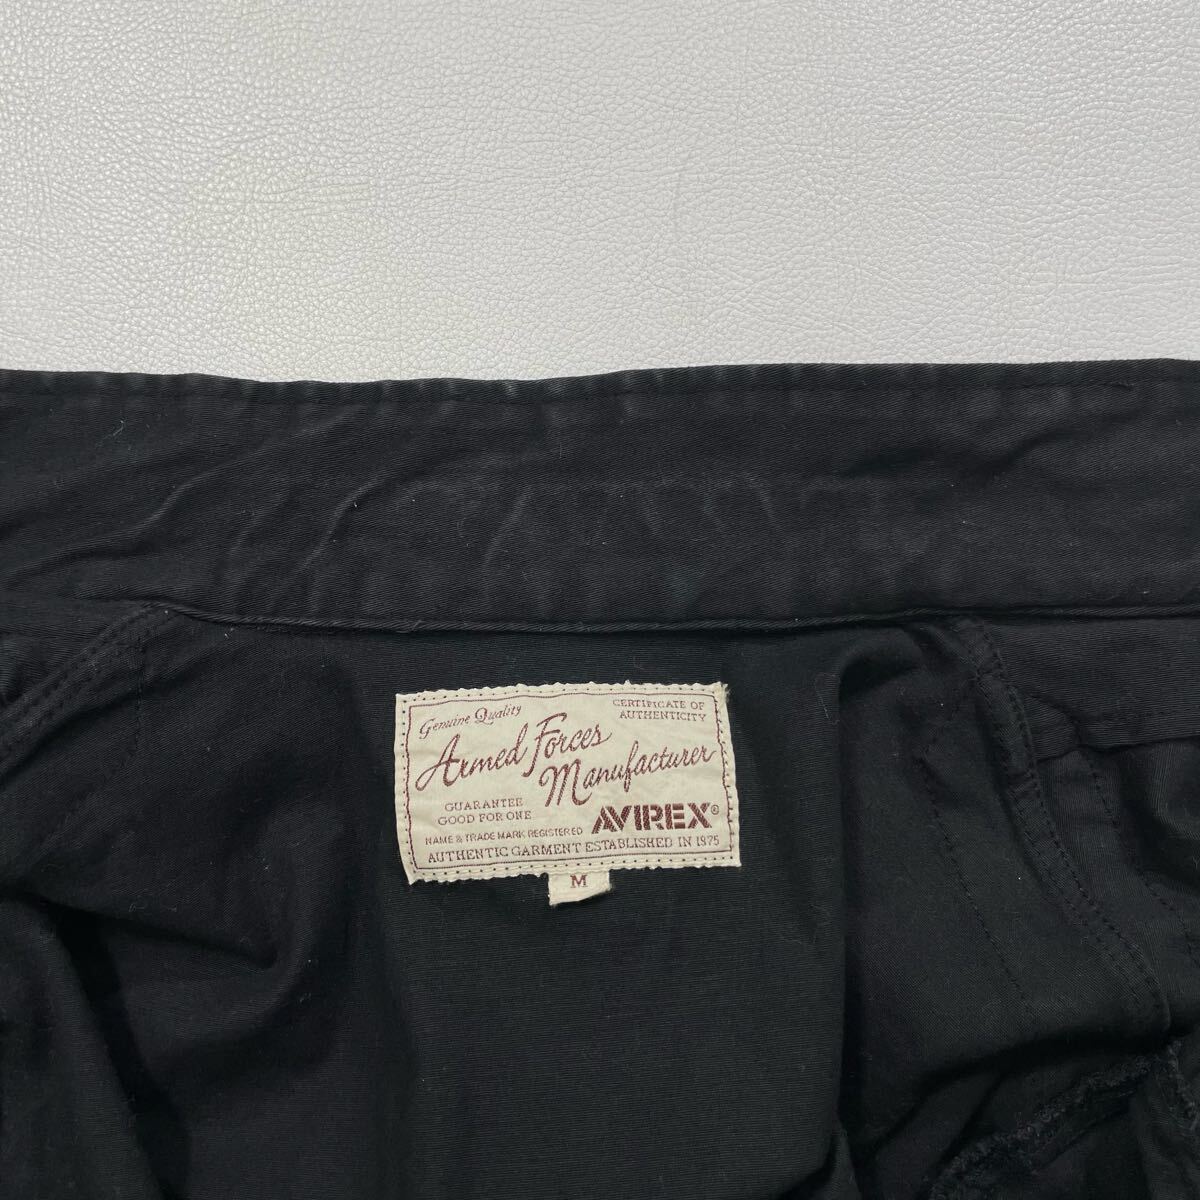 Genuine Quality
CERTIFICATE OF
AUTHENTICITY
Armed Forces
Manufacturer
GUARANTEE
GOOD FOR ONE
AVIREX®
NAME & TRADE MARK REGISTERED
AUTHENTIC GARMENT ESTABLISHED IN 1975
M